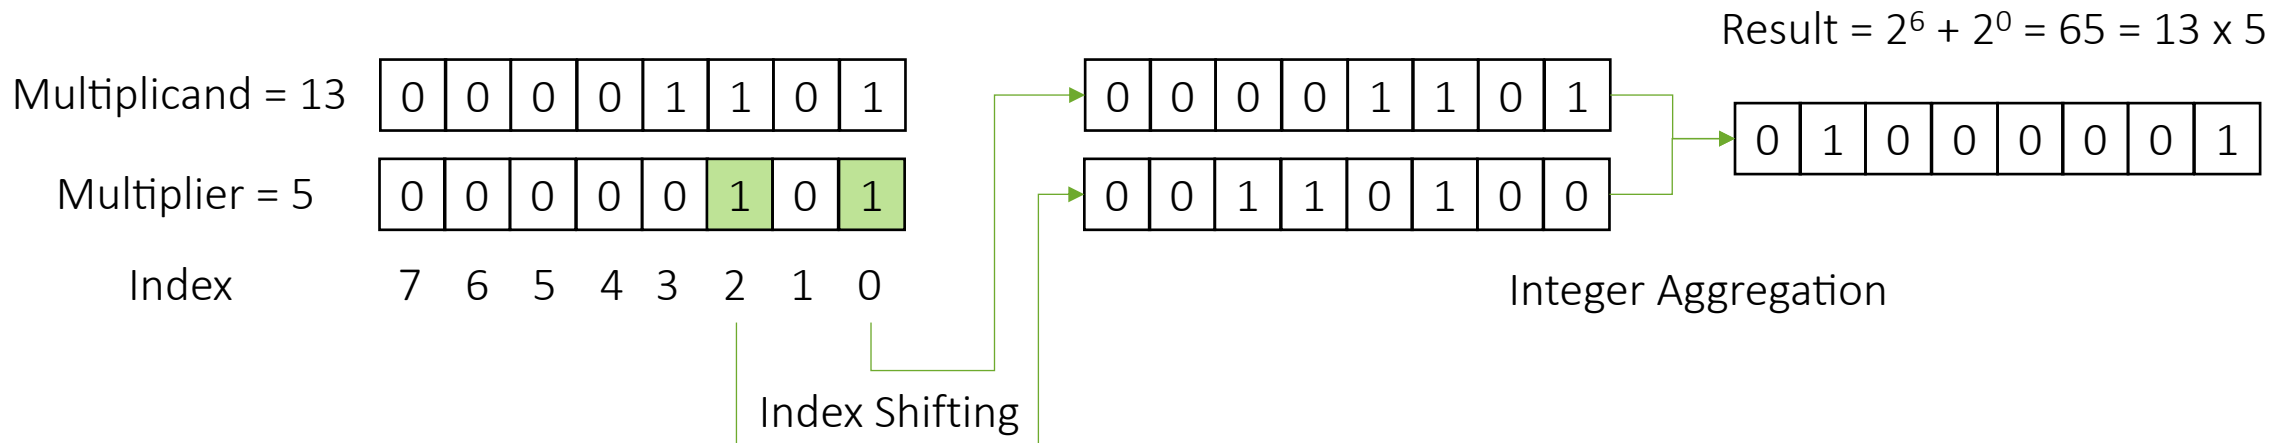 Result = 2⁶ + 2⁰ = 65 = 13 x 5
Multiplicand = 13 0 0 0 0 1 1 0 1
0 0 0 0 1 1 0 1
0 1 0 0 0 0 0 1
Multiplier = 5 0 0 0 0 0 1 0 1
0 0 1 1 0 1 0 0
Index 7 6 5 4 3 2 1 0
Integer Aggregation
Index Shifting